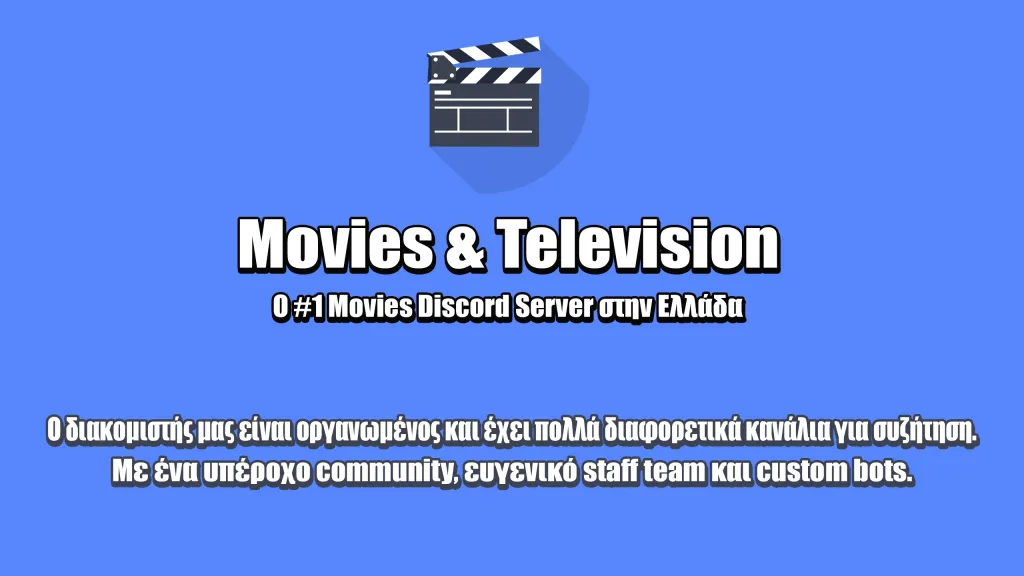 Movies & Television
Ο #1 Movies Discord Server στην Ελλάδα
Ο διακομιστής μας είναι οργανωμένος και έχει πολλά διαφορετικά κανάλια για συζήτηση.
Με ένα υπέροχο community, ευγενικό staff team και custom bots.